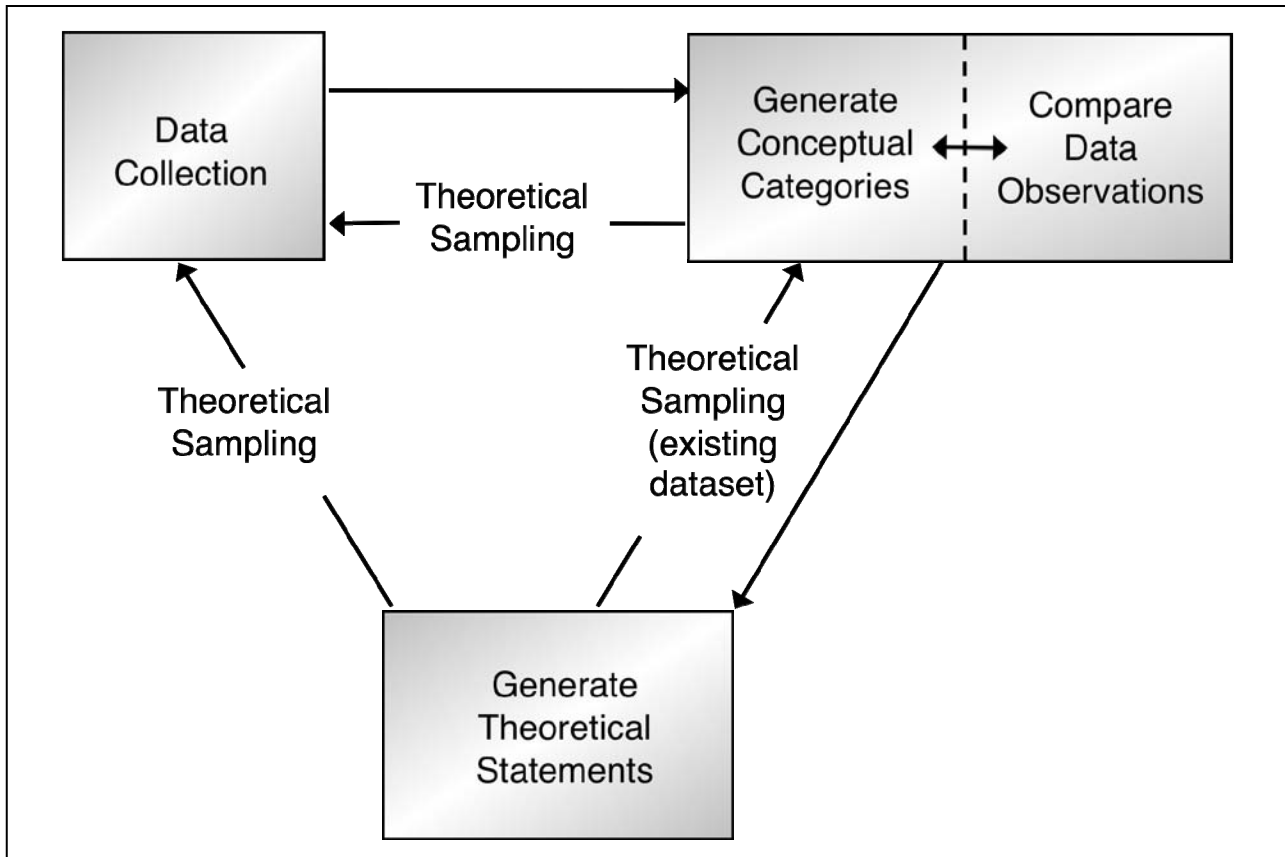 Data
Collection
Generate
Conceptual
Categories
Compare
Data
Observations
Theoretical
Sampling
Theoretical
Sampling
(existing
dataset)
Theoretical
Sampling
Generate
Theoretical
Statements